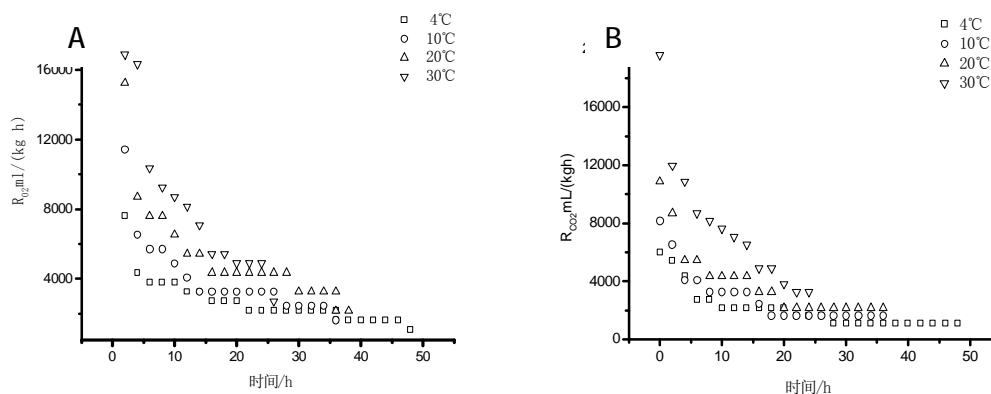 A
□ 4℃
○ 10℃
△ 20℃
▽ 30℃
16000
12000
8000
4000
R₀₂ml/(kg h)
0 10 20 30 40 50
时间/h
B
□ 4℃
○ 10℃
△ 20℃
▽ 30℃
16000
12000
8000
4000
0
R_CO2mL/(kgh)
0 10 20 30 40 50
时间/h